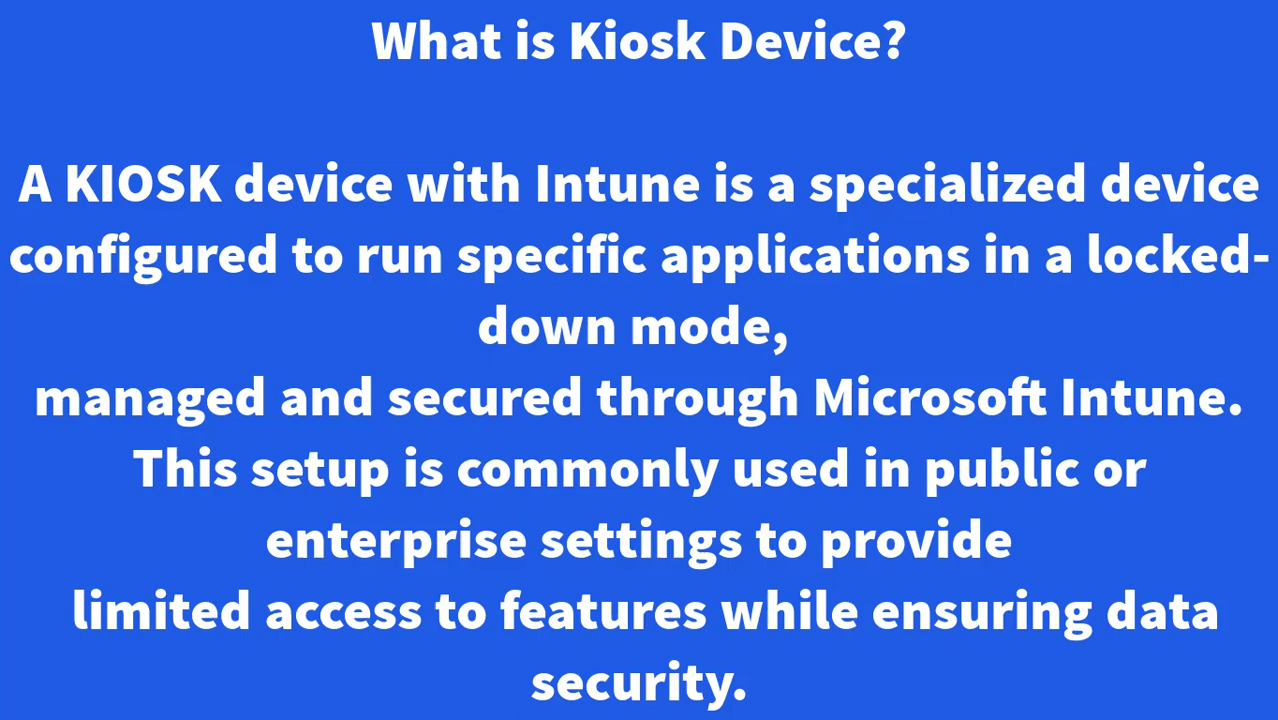 What is Kiosk Device?
A KIOSK device with Intune is a specialized device
configured to run specific applications in a locked-
down mode,
managed and secured through Microsoft Intune.
This setup is commonly used in public or
enterprise settings to provide
limited access to features while ensuring data
security.